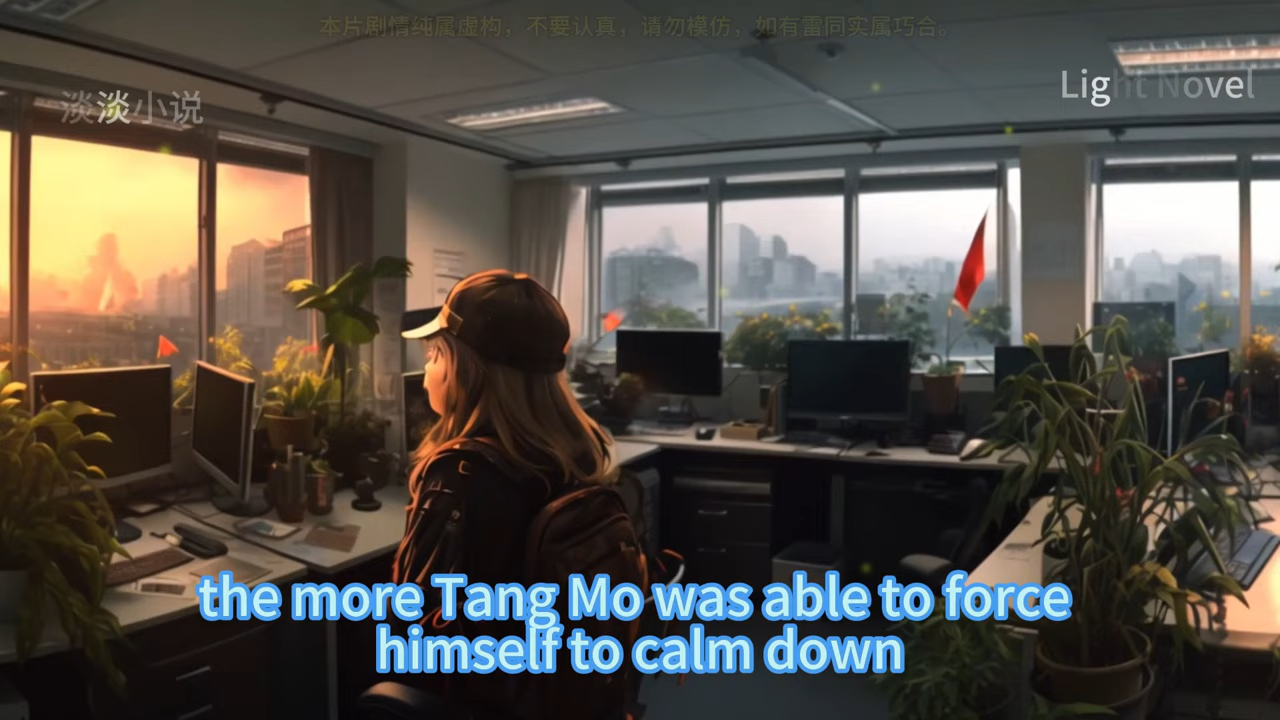 本片剧情纯属虚构，不要认真，请勿模仿，如有雷同实属巧合。
淡淡小说
Light Novel
the more Tang Mo was able to force
himself to calm down